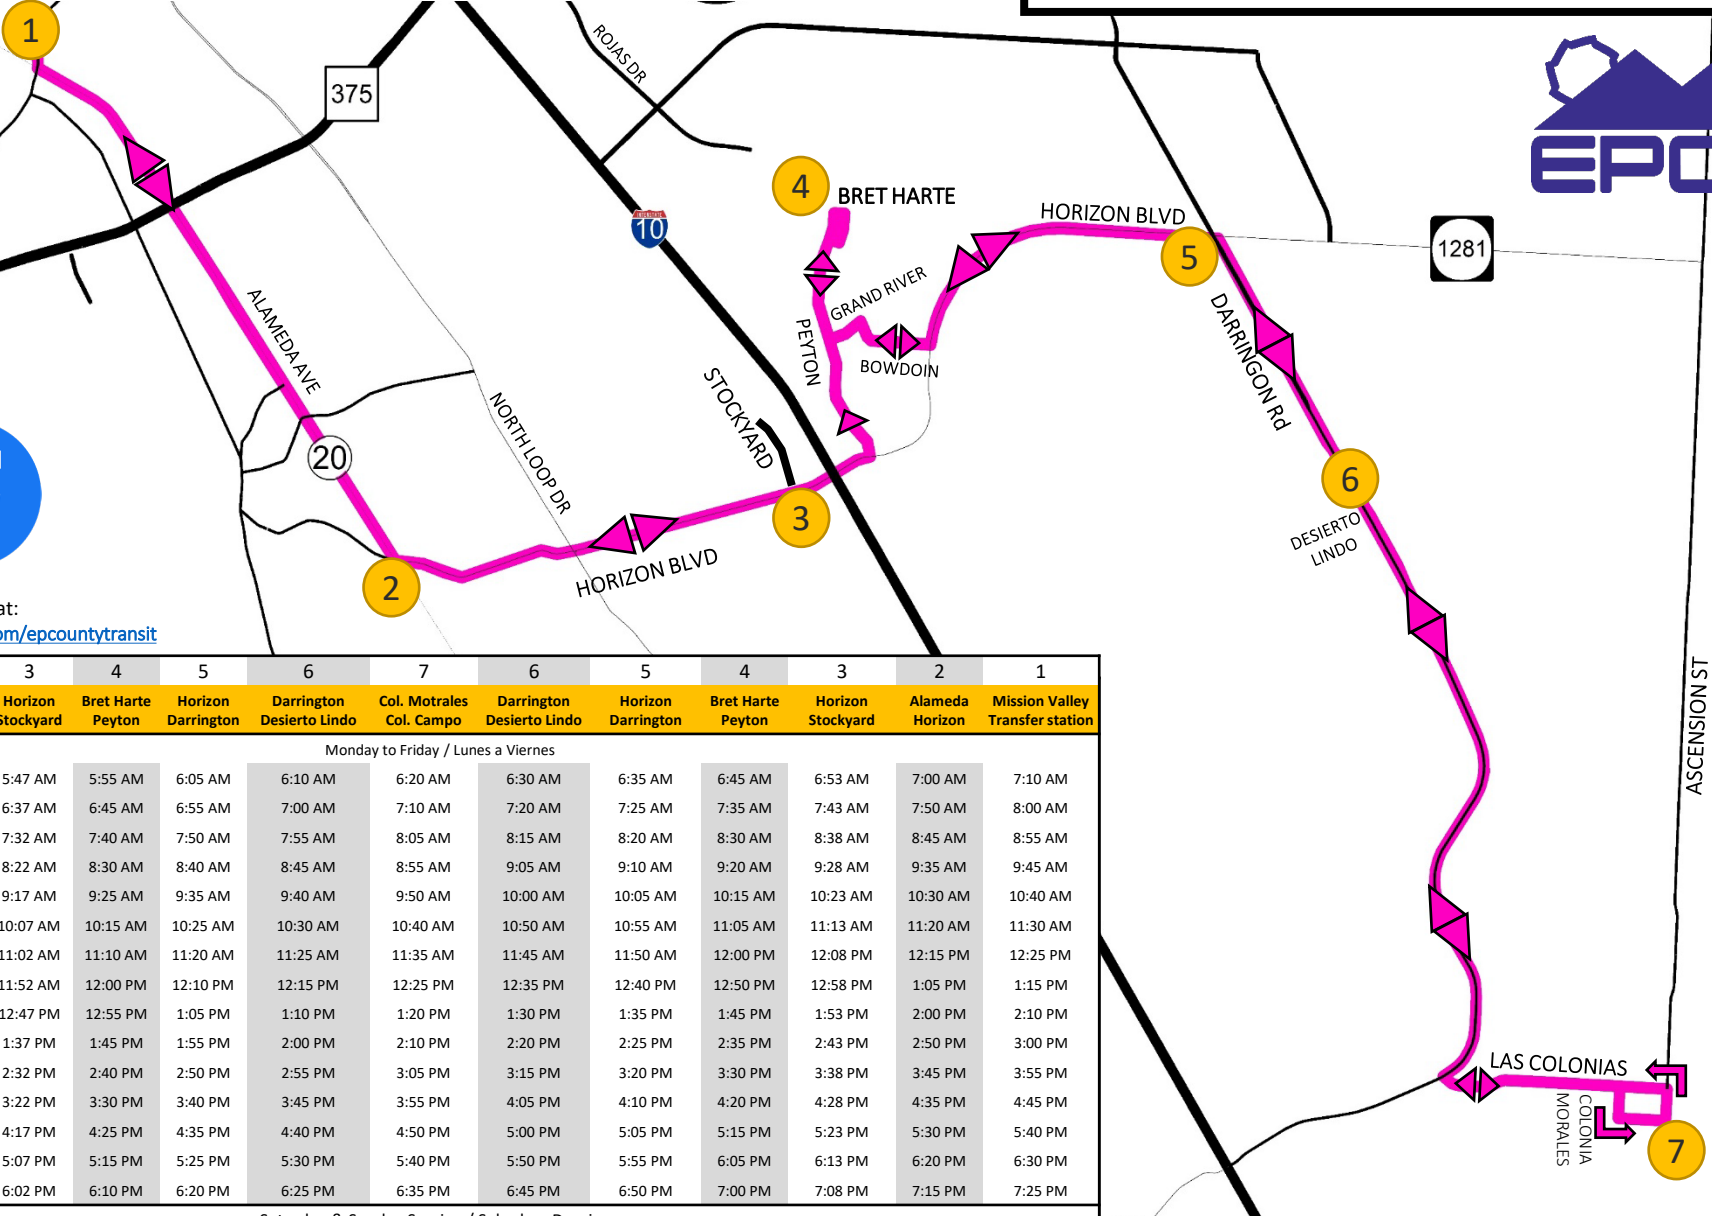 1
375
ROJAS DR
10
4
BRET HARTE
HORIZON BLVD
5
1281
EPC
GRAND RIVER
PEYTON
BOWDOIN
DARRINGON Rd
ALAMEDA AVE
STOCKYARD
NORTH LOOP DR
20
3
6
DESIERTO
LINDO
2
HORIZON BLVD
at:
om/epcountytransit
ASCENSION ST
LAS COLONIAS
COLONIA
MORALES
7
3 4 5 6 7 6 5 4 3 2 1
Horizon Bret Harte Horizon Darrington Col. Motrales Darrington Horizon Bret Harte Horizon Alameda Mission Valley
Stockyard Peyton Darrington Desierto Lindo Col. Campo Desierto Lindo Darrington Peyton Stockyard Horizon Transfer station
Monday to Friday / Lunes a Viernes
5:47 AM 5:55 AM 6:05 AM 6:10 AM 6:20 AM 6:30 AM 6:35 AM 6:45 AM 6:53 AM 7:00 AM 7:10 AM
6:37 AM 6:45 AM 6:55 AM 7:00 AM 7:10 AM 7:20 AM 7:25 AM 7:35 AM 7:43 AM 7:50 AM 8:00 AM
7:32 AM 7:40 AM 7:50 AM 7:55 AM 8:05 AM 8:15 AM 8:20 AM 8:30 AM 8:38 AM 8:45 AM 8:55 AM
8:22 AM 8:30 AM 8:40 AM 8:45 AM 8:55 AM 9:05 AM 9:10 AM 9:20 AM 9:28 AM 9:35 AM 9:45 AM
9:17 AM 9:25 AM 9:35 AM 9:40 AM 9:50 AM 10:00 AM 10:05 AM 10:15 AM 10:23 AM 10:30 AM 10:40 AM
10:07 AM 10:15 AM 10:25 AM 10:30 AM 10:40 AM 10:50 AM 10:55 AM 11:05 AM 11:13 AM 11:20 AM 11:30 AM
11:02 AM 11:10 AM 11:20 AM 11:25 AM 11:35 AM 11:45 AM 11:50 AM 12:00 PM 12:08 PM 12:15 PM 12:25 PM
11:52 AM 12:00 PM 12:10 PM 12:15 PM 12:25 PM 12:35 PM 12:40 PM 12:50 PM 12:58 PM 1:05 PM 1:15 PM
12:47 PM 12:55 PM 1:05 PM 1:10 PM 1:20 PM 1:30 PM 1:35 PM 1:45 PM 1:53 PM 2:00 PM 2:10 PM
1:37 PM 1:45 PM 1:55 PM 2:00 PM 2:10 PM 2:20 PM 2:25 PM 2:35 PM 2:43 PM 2:50 PM 3:00 PM
2:32 PM 2:40 PM 2:50 PM 2:55 PM 3:05 PM 3:15 PM 3:20 PM 3:30 PM 3:38 PM 3:45 PM 3:55 PM
3:22 PM 3:30 PM 3:40 PM 3:45 PM 3:55 PM 4:05 PM 4:10 PM 4:20 PM 4:28 PM 4:35 PM 4:45 PM
4:17 PM 4:25 PM 4:35 PM 4:40 PM 4:50 PM 5:00 PM 5:05 PM 5:15 PM 5:23 PM 5:30 PM 5:40 PM
5:07 PM 5:15 PM 5:25 PM 5:30 PM 5:40 PM 5:50 PM 5:55 PM 6:05 PM 6:13 PM 6:20 PM 6:30 PM
6:02 PM 6:10 PM 6:20 PM 6:25 PM 6:35 PM 6:45 PM 6:50 PM 7:00 PM 7:08 PM 7:15 PM 7:25 PM